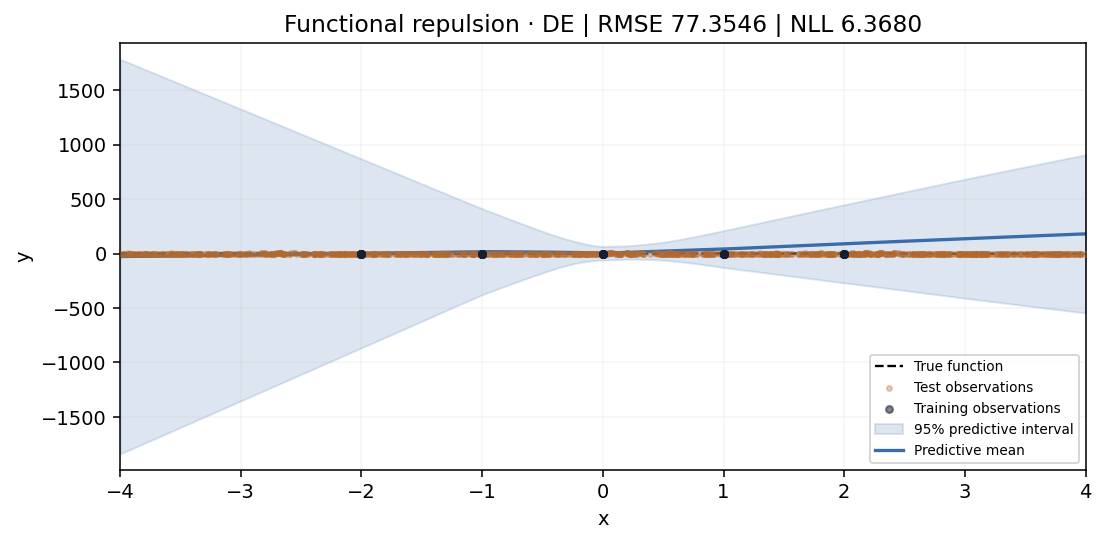 Functional repulsion · DE | RMSE 77.3546 | NLL 6.3680
1500
1000
500
0
−500
−1000
−1500
y
−4
−3
−2
−1
0
1
2
3
4
x
True function
Test observations
Training observations
95% predictive interval
Predictive mean